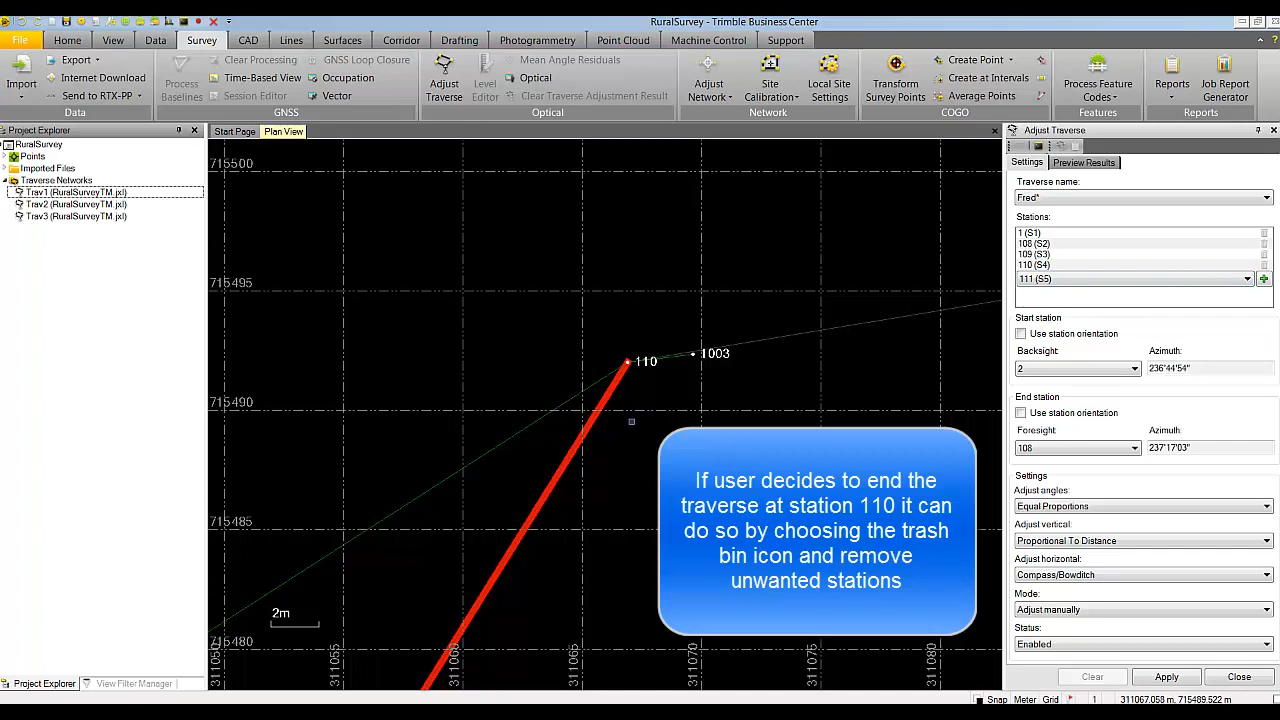 RuralSurvey - Trimble Business Center
File Home View Data Survey CAD Lines Surfaces Corridor Drafting Photogrammetry Point Cloud Machine Control Support
Import
Export
Internet Download
Send to RTX-PP
Data
Process Baselines
Clear Processing
Time-Based View
Session Editor
GNSS Loop Closure
Occupation
Vector
GNSS
Adjust Traverse
Level Editor
Mean Angle Residuals
Optical
Clear Traverse Adjustment Result
Optical
Adjust Network
Site Calibration
Local Site Settings
Network
Transform Survey Points
Create Point
Create at Intervals
Average Points
COGO
Process Feature Codes
Features
Reports
Job Report Generator
Reports
Project Explorer
RuralSurvey
Points
Imported Files
Traverse Networks
Trav1 (RuralSurveyTM.jxl)
Trav2 (RuralSurveyTM.jxl)
Trav3 (RuralSurveyTM.jxl)
Project Explorer View Filter Manager
Start Page Plan View
715500
715495
715490
715485
715480
110
1003
2m
311055
311060
311065
311070
311075
311080
If user decides to end the
traverse at station 110 it can
do so by choosing the trash
bin icon and remove
unwanted stations
Adjust Traverse
Settings Preview Results
Traverse name:
Fred*
Stations:
1 (S1)
108 (S2)
109 (S3)
110 (S4)
111 (S5)
Start station
Use station orientation
Backsight: Azimuth:
2 236°44'54"
End station
Use station orientation
Foresight: Azimuth:
108 237°17'03"
Settings
Adjust angles:
Equal Proportions
Adjust vertical:
Proportional To Distance
Adjust horizontal:
Compass/Bowditch
Mode:
Adjust manually
Status:
Enabled
Clear Apply Close
Snap Meter Grid 1 311067.058 m, 715489.522 m